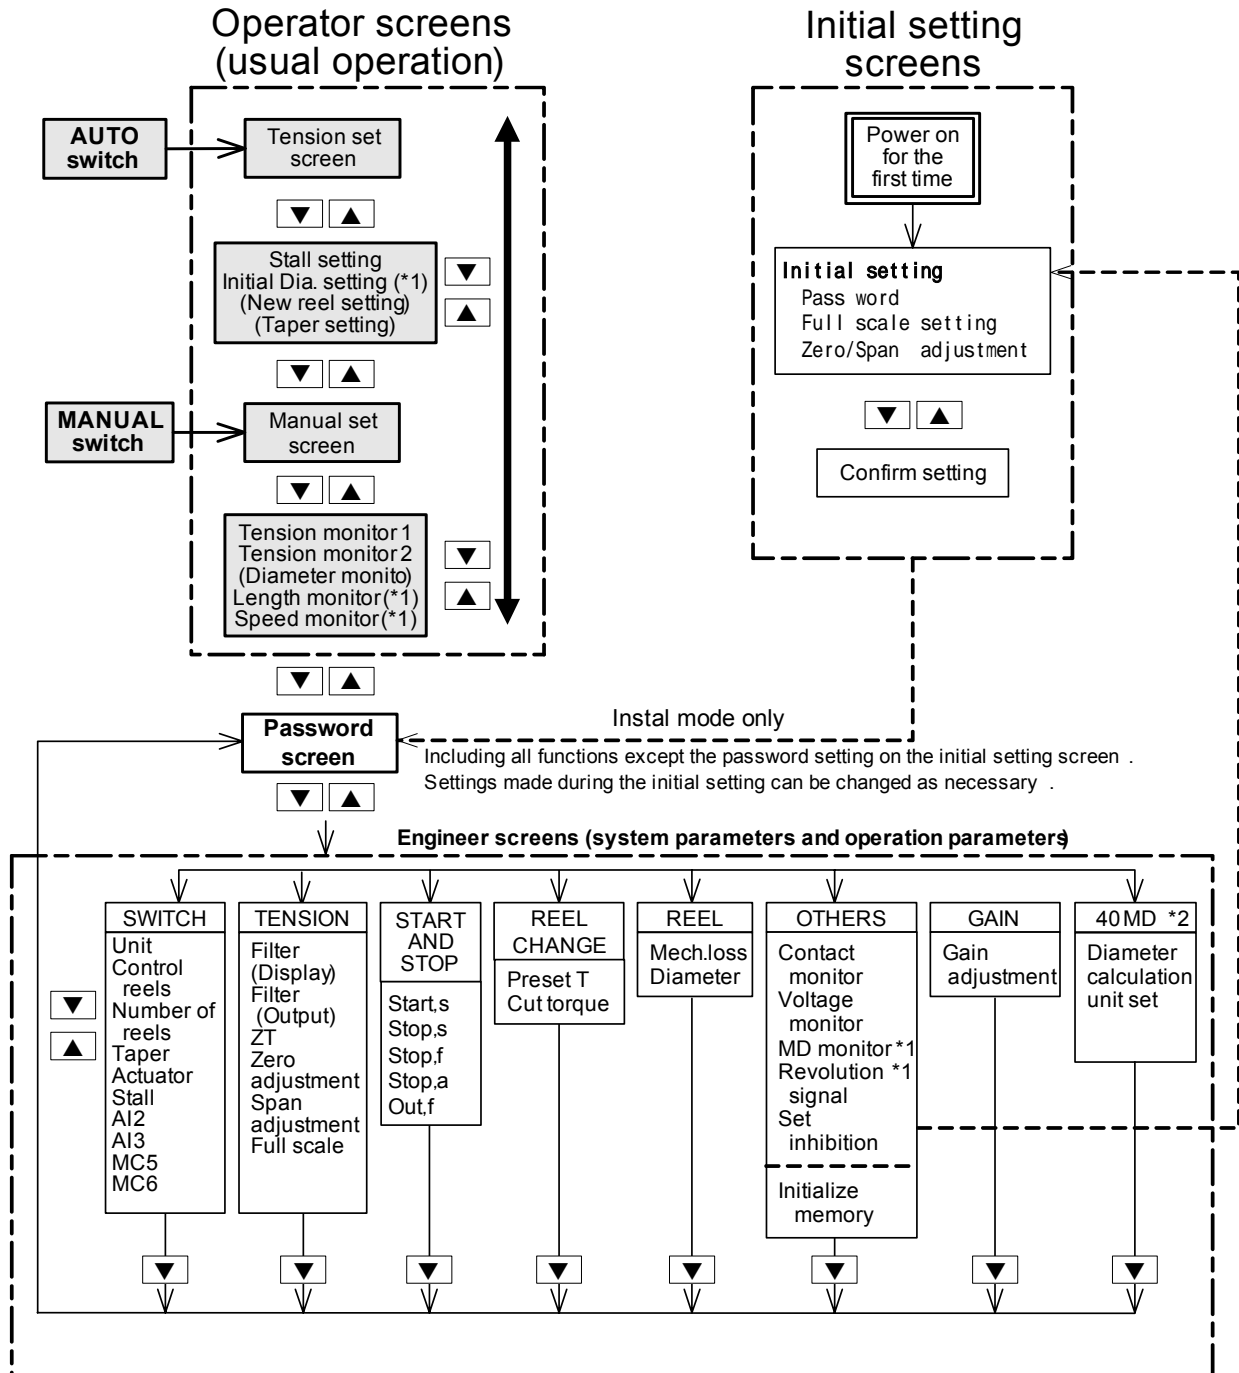 Operator screens
(usual operation)
Initial setting
screens
AUTO
switch
Tension set
screen
Power on
for the
first time
Stall setting
Initial Dia. setting (*1)
(New reel setting)
(Taper setting)
Initial setting
Pass word
Full scale setting
Zero/Span adjustment
MANUAL
switch
Manual set
screen
Confirm setting
Tension monitor 1
Tension monitor 2
(Diameter monito)
Length monitor(*1)
Speed monitor(*1)
Password
screen
Instal mode only
Including all functions except the password setting on the initial setting screen .
Settings made during the initial setting can be changed as necessary .
Engineer screens (system parameters and operation parameters)
SWITCH
Unit
Control
reels
Number of
reels
Taper
Actuator
Stall
AI2
AI3
MC5
MC6
TENSION
Filter
(Display)
Filter
(Output)
ZT
Zero
adjustment
Span
adjustment
Full scale
START
AND
STOP
Start,s
Stop,s
Stop,f
Stop,a
Out,f
REEL
CHANGE
Preset T
Cut torque
REEL
Mech.loss
Diameter
OTHERS
Contact
monitor
Voltage
monitor
MD monitor *1
Revolution *1
signal
Set
inhibition
Initialize
memory
GAIN
Gain
adjustment
40MD *2
Diameter
calculation
unit set